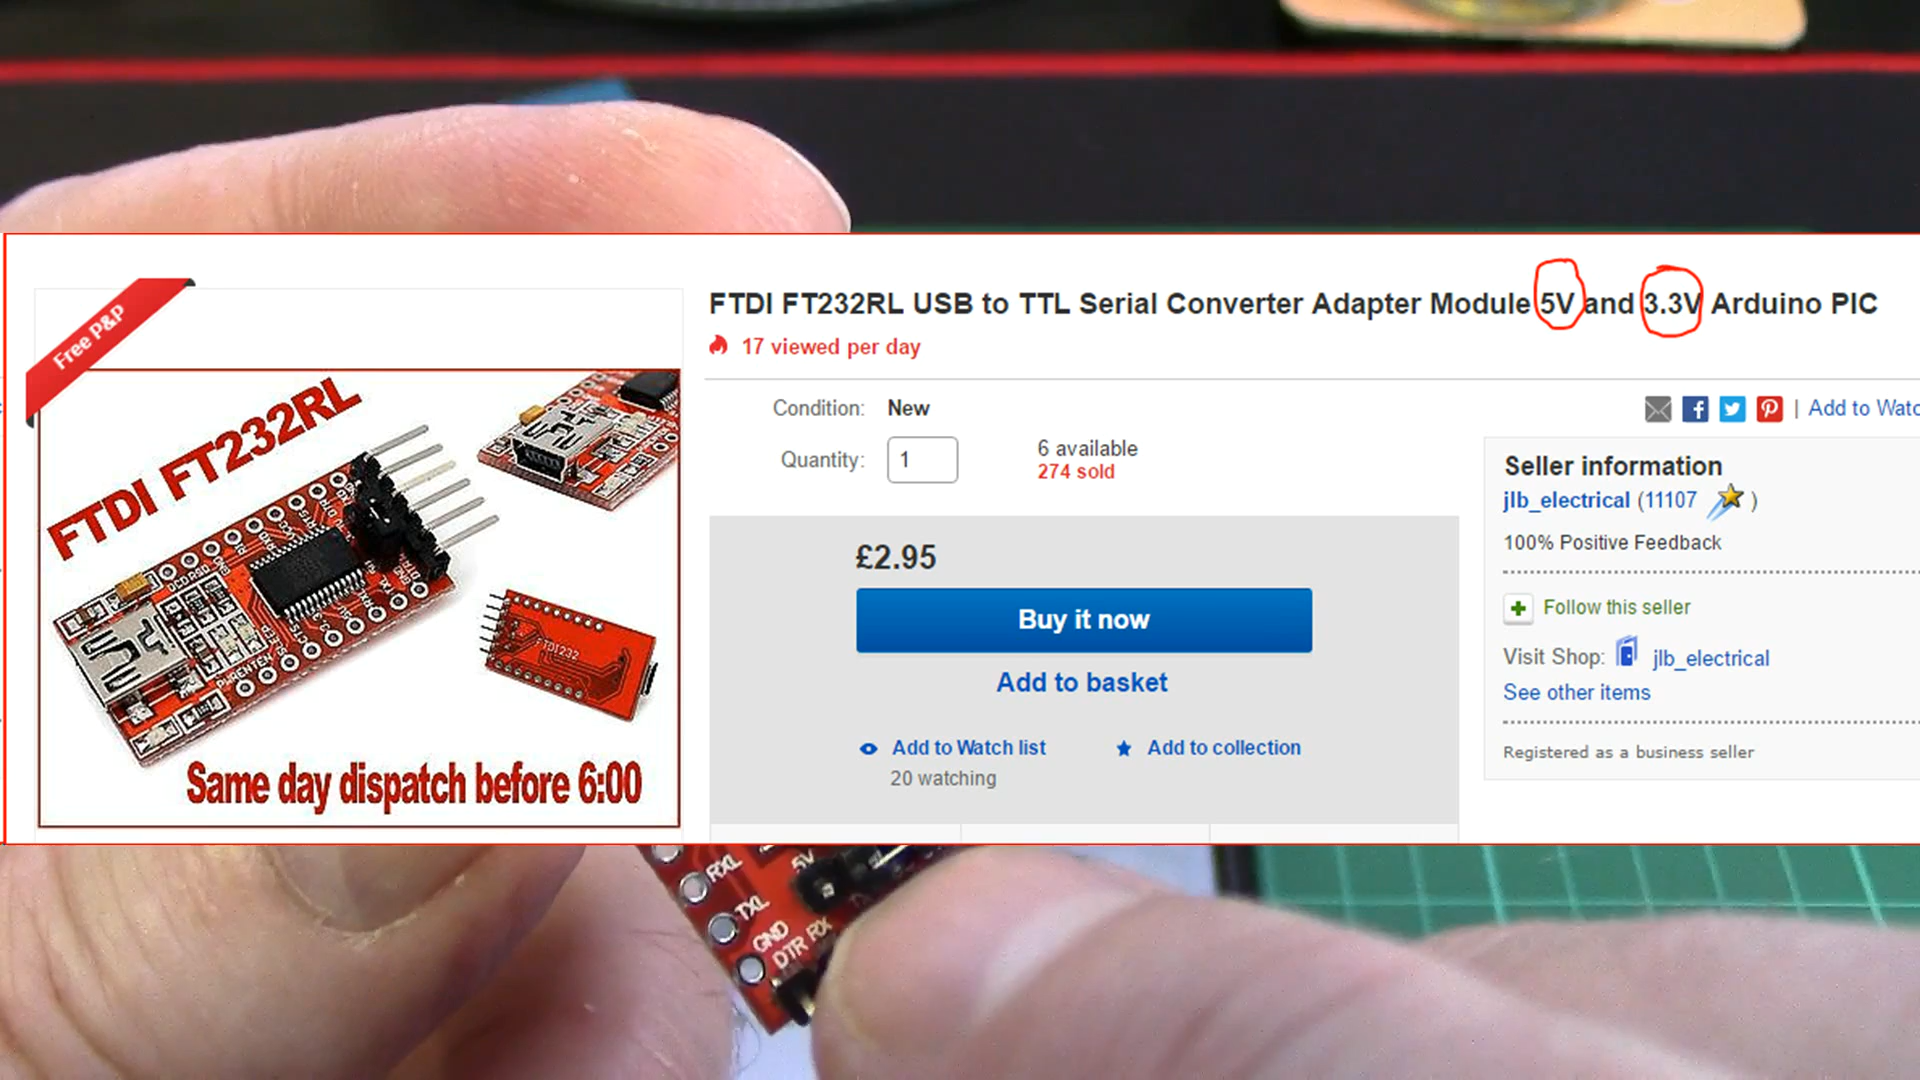 FTDI FT232RL USB to TTL Serial Converter Adapter Module 5V and 3.3V Arduino PIC
17 viewed per day
Free P&P
FTDI FT232RL
FTDI232
Same day dispatch before 6:00
Condition: New
Quantity: 1
6 available
274 sold
£2.95
Buy it now
Add to basket
Add to Watch list
Add to collection
20 watching
| Add to Watc
Seller information
jlb_electrical (11107 )
100% Positive Feedback
Follow this seller
Visit Shop: jlb_electrical
See other items
Registered as a business seller
RXL
5V
TXL
GND
DTR RX